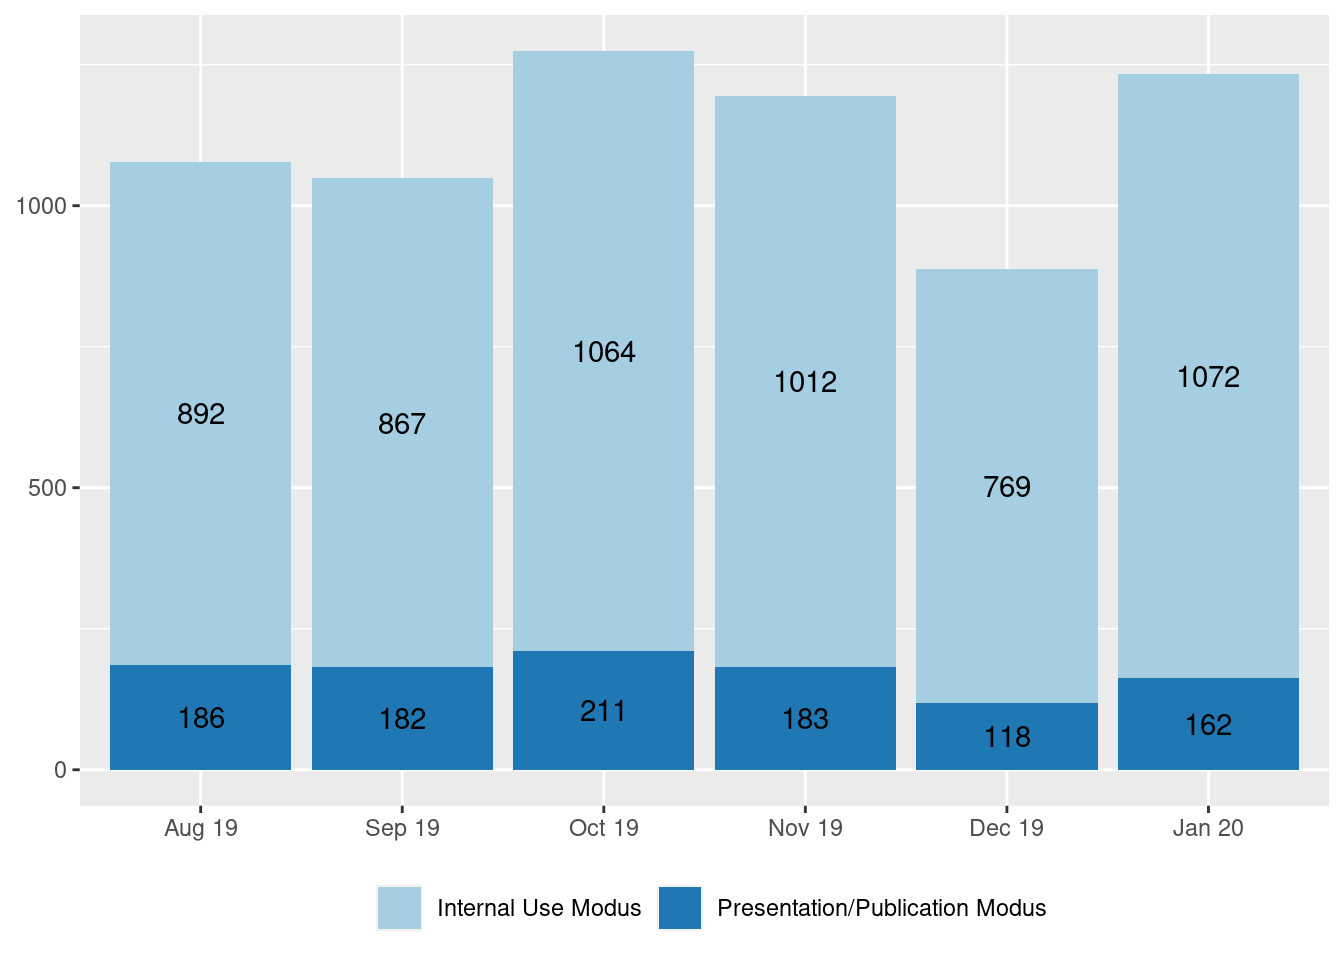 1000
500
0
892
867
1064
1012
769
1072
186
182
211
183
118
162
Aug 19
Sep 19
Oct 19
Nov 19
Dec 19
Jan 20
Internal Use Modus
Presentation/Publication Modus